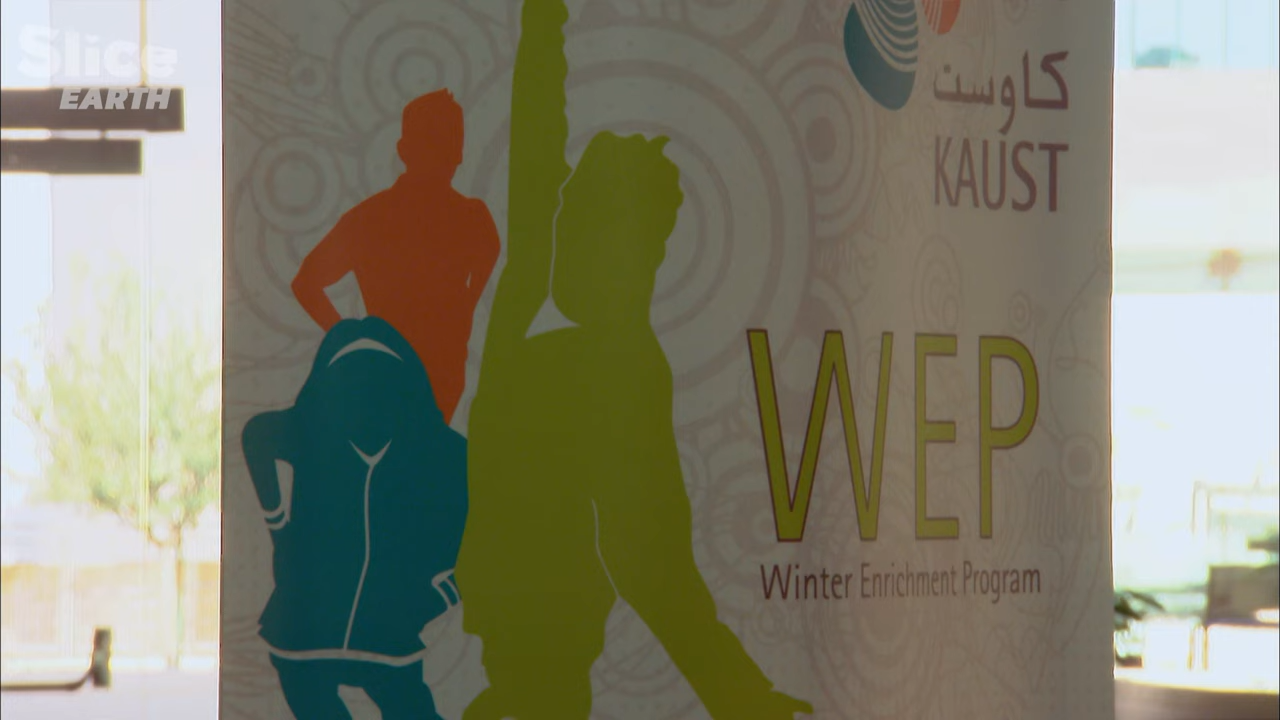 Slice
EARTH
كاوست
KAUST
WEP
Winter Enrichment Program